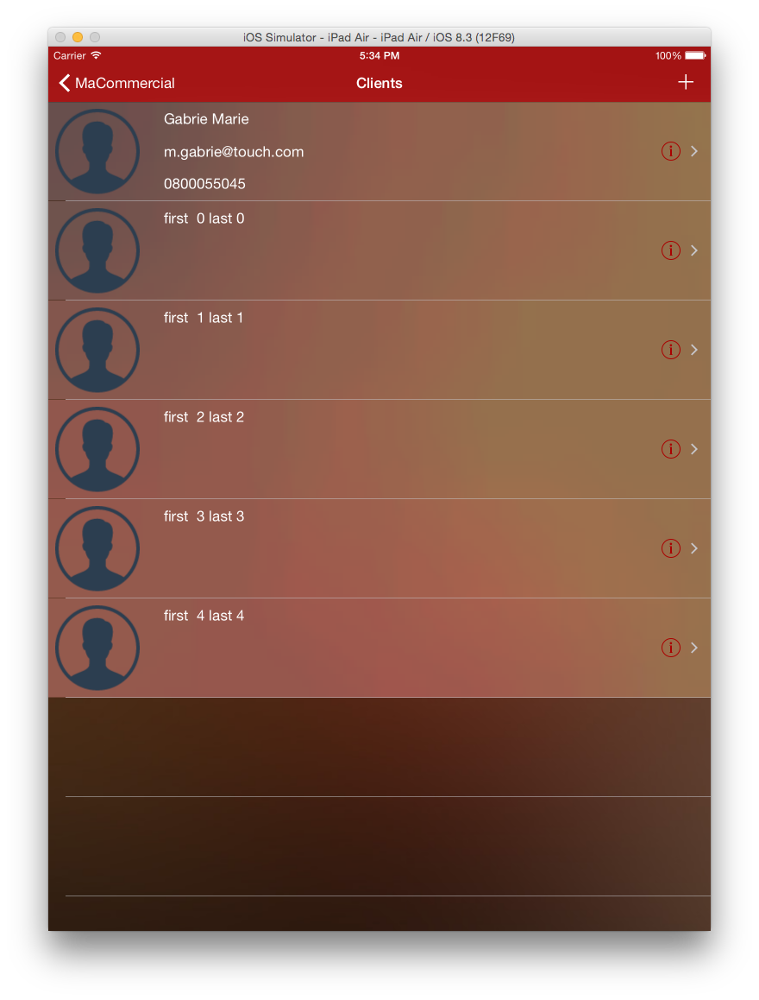 iOS Simulator - iPad Air - iPad Air / iOS 8.3 (12F69)
Carrier 5:34 PM 100%
MaCommercial Clients +
Gabrie Marie
m.gabrie@touch.com
0800055045
first  0 last 0
first  1 last 1
first  2 last 2
first  3 last 3
first  4 last 4